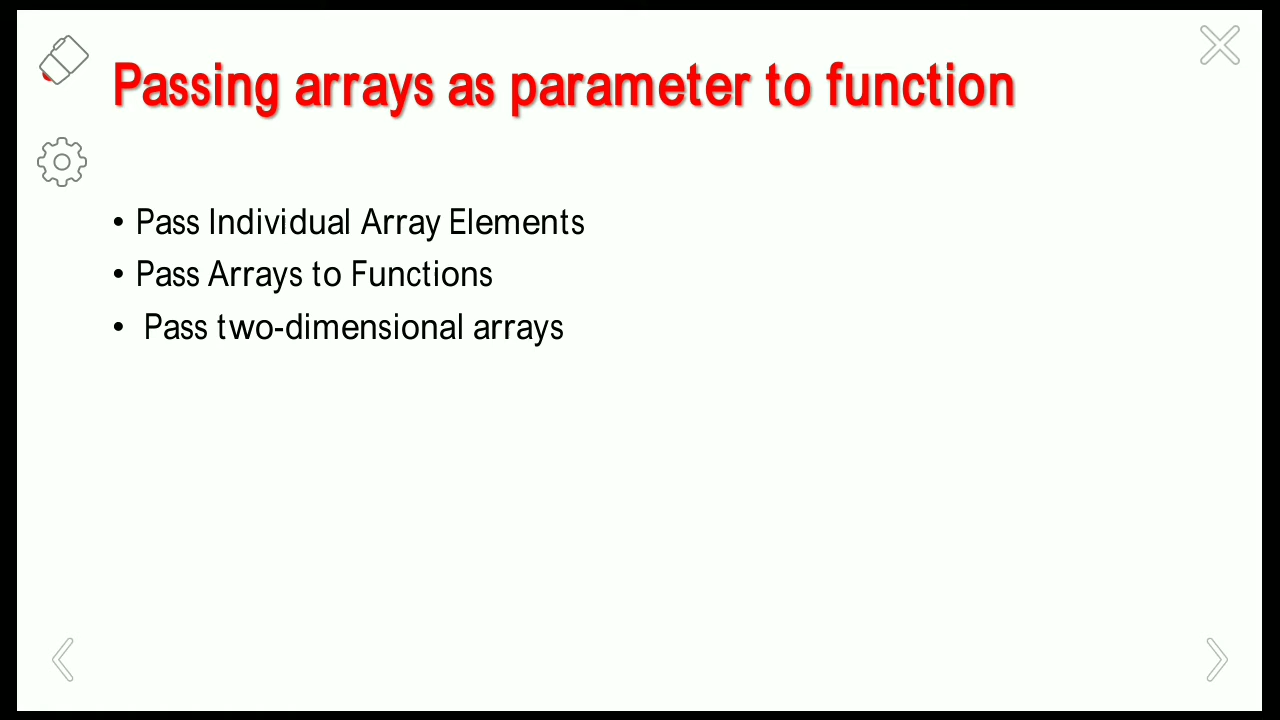 Passing arrays as parameter to function
• Pass Individual Array Elements
• Pass Arrays to Functions
• Pass two-dimensional arrays